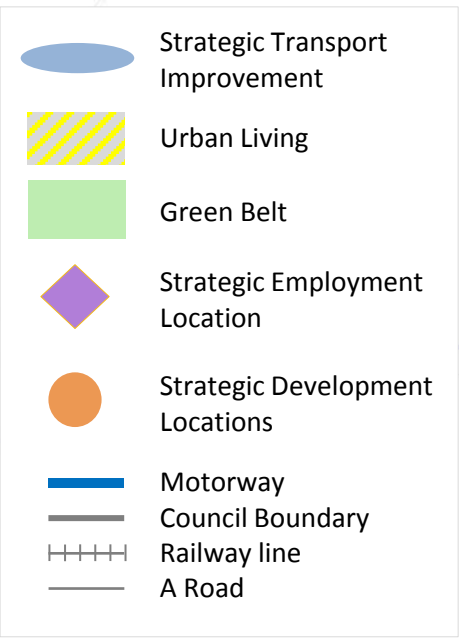 Strategic Transport
Improvement
Urban Living
Green Belt
Strategic Employment
Location
Strategic Development
Locations
Motorway
Council Boundary
Railway line
A Road